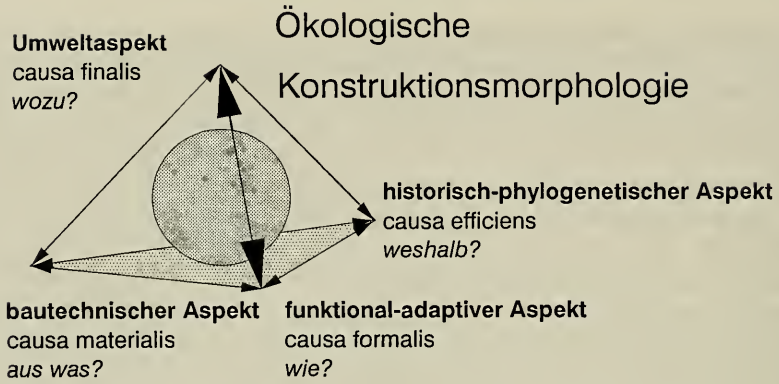 Ökologische
Konstruktionsmorphologie
Umweltaspekt
causa finalis
wozu?
historisch-phylogenetischer Aspekt
causa efficiens
weshalb?
bautechnischer Aspekt
causa materialis
aus was?
funktional-adaptiver Aspekt
causa formalis
wie?